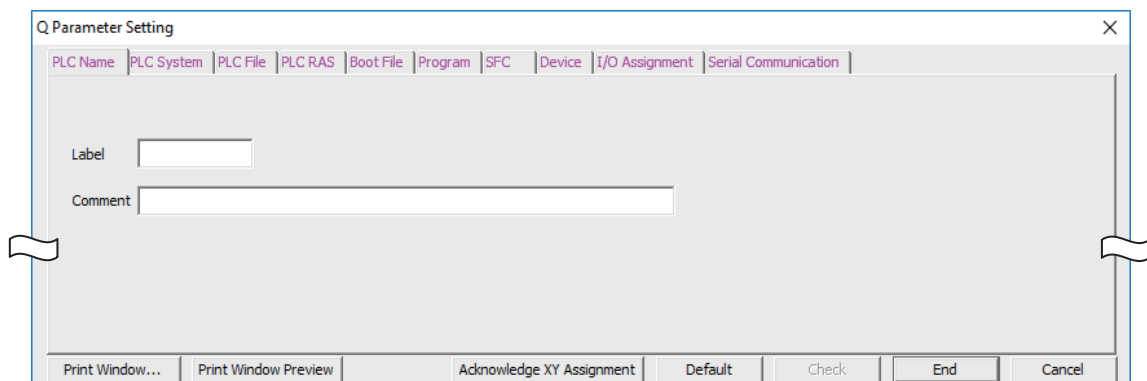 Q Parameter Setting
PLC Name PLC System PLC File PLC RAS Boot File Program SFC Device I/O Assignment Serial Communication
Label
Comment
Print Window... Print Window Preview Acknowledge XY Assignment Default Check End Cancel